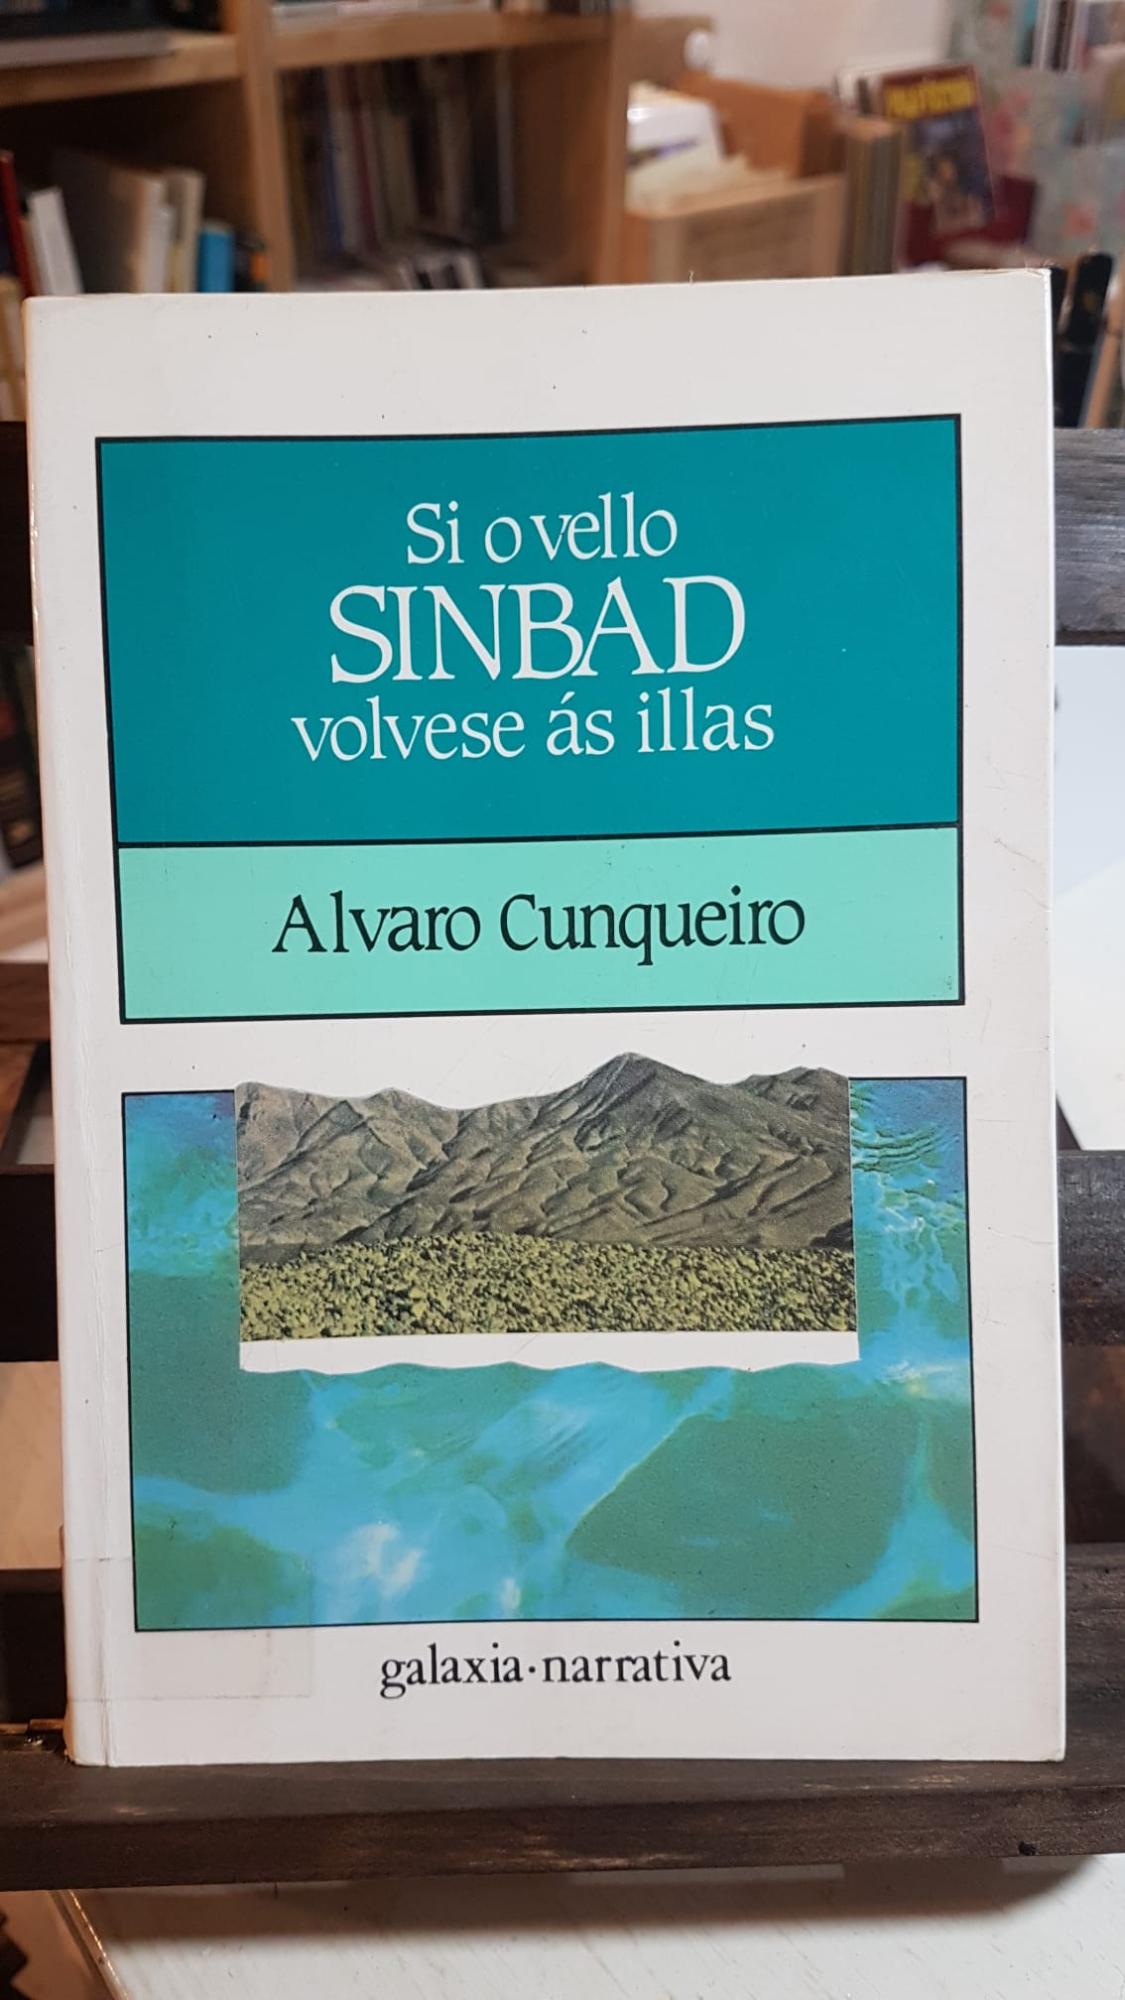 Si o vello
SINBAD
volvese ás illas
Alvaro Cunqueiro
galaxia·narrativa